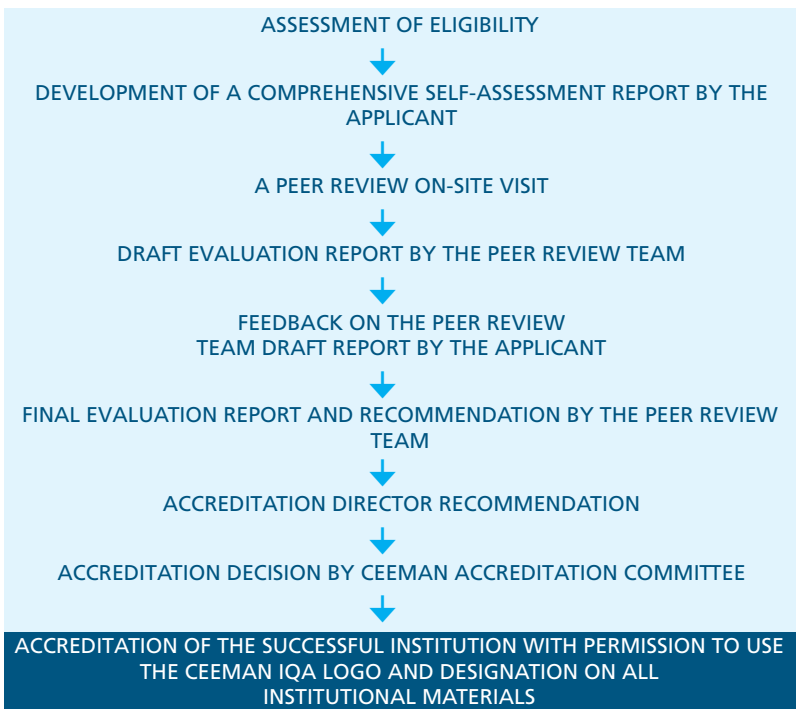 ASSESSMENT OF ELIGIBILITY
DEVELOPMENT OF A COMPREHENSIVE SELF-ASSESSMENT REPORT BY THE
APPLICANT
A PEER REVIEW ON-SITE VISIT
DRAFT EVALUATION REPORT BY THE PEER REVIEW TEAM
FEEDBACK ON THE PEER REVIEW
TEAM DRAFT REPORT BY THE APPLICANT
FINAL EVALUATION REPORT AND RECOMMENDATION BY THE PEER REVIEW
TEAM
ACCREDITATION DIRECTOR RECOMMENDATION
ACCREDITATION DECISION BY CEEMAN ACCREDITATION COMMITTEE
ACCREDITATION OF THE SUCCESSFUL INSTITUTION WITH PERMISSION TO USE
THE CEEMAN IQA LOGO AND DESIGNATION ON ALL
INSTITUTIONAL MATERIALS